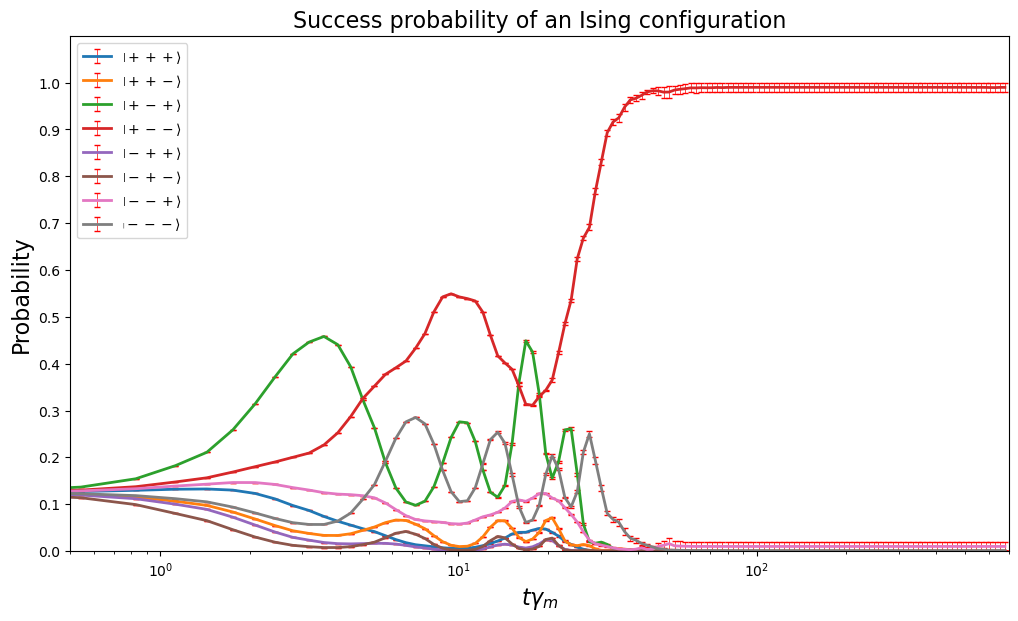 Success probability of an Ising configuration
|+ + +⟩
|+ + −⟩
|+ − +⟩
|+ − −⟩
|− + +⟩
|− + −⟩
|− − +⟩
|− − −⟩
Probability
1.0
0.9
0.8
0.7
0.6
0.5
0.4
0.3
0.2
0.1
0.0
10⁰ 10¹ 10²
tγₘ